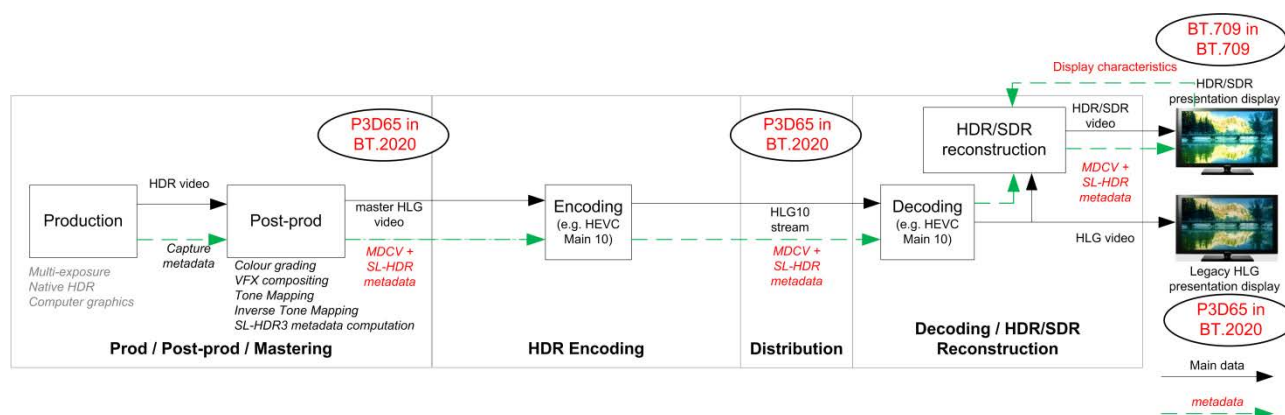 BT.709 in
BT.709
Display characteristics
HDR/SDR
presentation display
P3D65 in
BT.2020
P3D65 in
BT.2020
HDR/SDR
reconstruction
HDR/SDR
video
MDCV +
SL-HDR
metadata
HDR video
Production
Post-prod
master HLG
video
Encoding
(e.g. HEVC
Main 10)
HLG10
stream
Decoding
(e.g. HEVC
Main 10)
HLG video
Capture
metadata
MDCV +
SL-HDR
metadata
MDCV +
SL-HDR
metadata
Multi-exposure
Native HDR
Computer graphics
Colour grading
VFX compositing
Tone Mapping
Inverse Tone Mapping
SL-HDR3 metadata computation
Legacy HLG
presentation display
P3D65 in
BT.2020
Prod / Post-prod / Mastering
HDR Encoding
Distribution
Decoding / HDR/SDR
Reconstruction
Main data
metadata